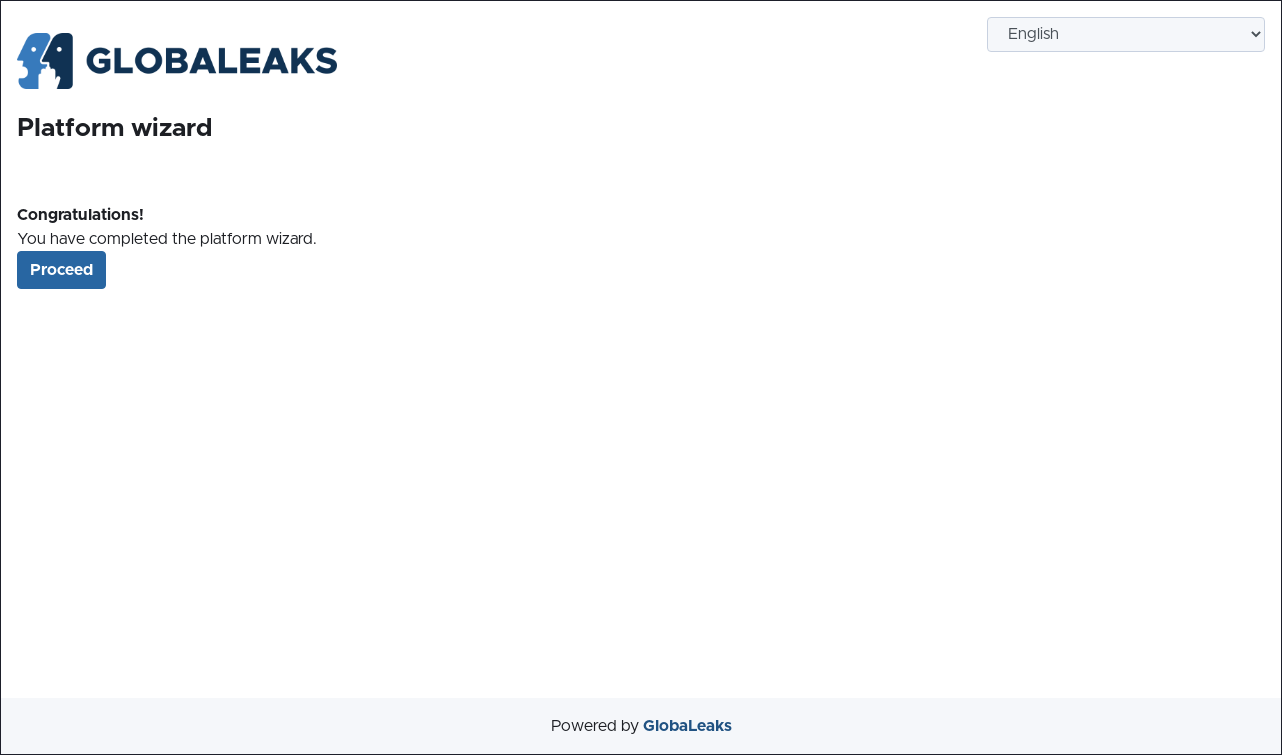 English
GLOBALEAKS
Platform wizard
Congratulations!
You have completed the platform wizard.
Proceed
Powered by GlobaLeaks